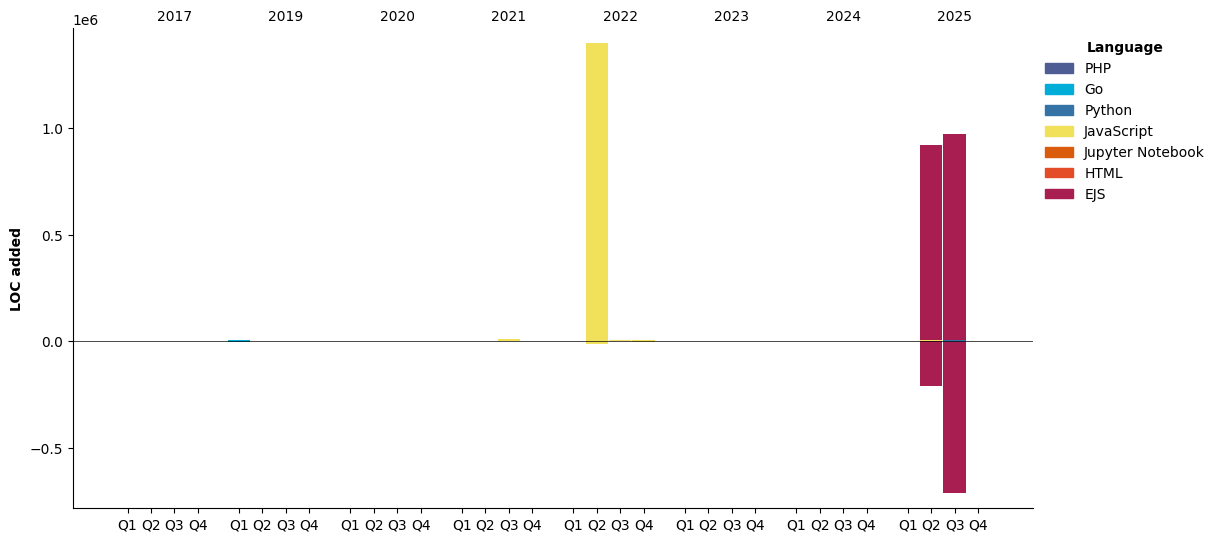 2017 2019 2020 2021 2022 2023 2024 2025
1e6
Language
PHP
Go
Python
JavaScript
Jupyter Notebook
HTML
EJS
LOC added
1.0
0.5
0.0
−0.5
Q1 Q2 Q3 Q4 Q1 Q2 Q3 Q4 Q1 Q2 Q3 Q4 Q1 Q2 Q3 Q4 Q1 Q2 Q3 Q4 Q1 Q2 Q3 Q4 Q1 Q2 Q3 Q4 Q1 Q2 Q3 Q4